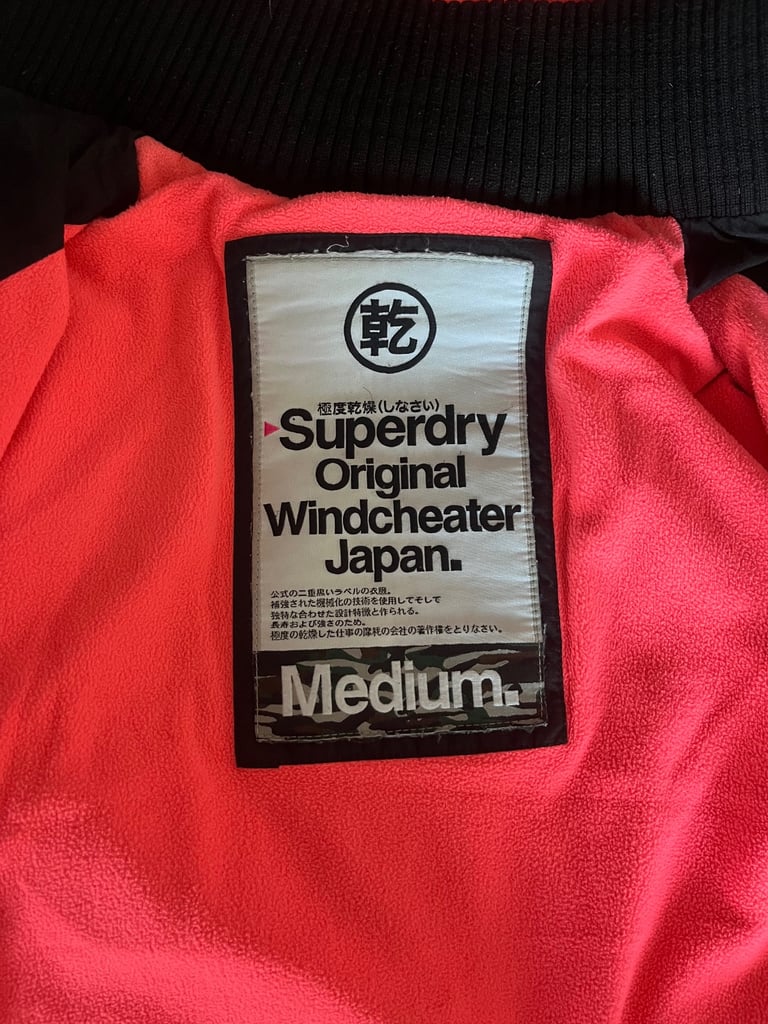 乾
極度乾燥(しなさい)
Superdry
Original
Windcheater
Japan.
公式の二重黒いラベルの衣服。
補強された機械化の技術を使用してそして
独特な合わせた設計特徴と作られる。
長寿および強さのため。
極度の乾燥した仕事の摩耗の会社の著作権をとりなさい。
Medium.